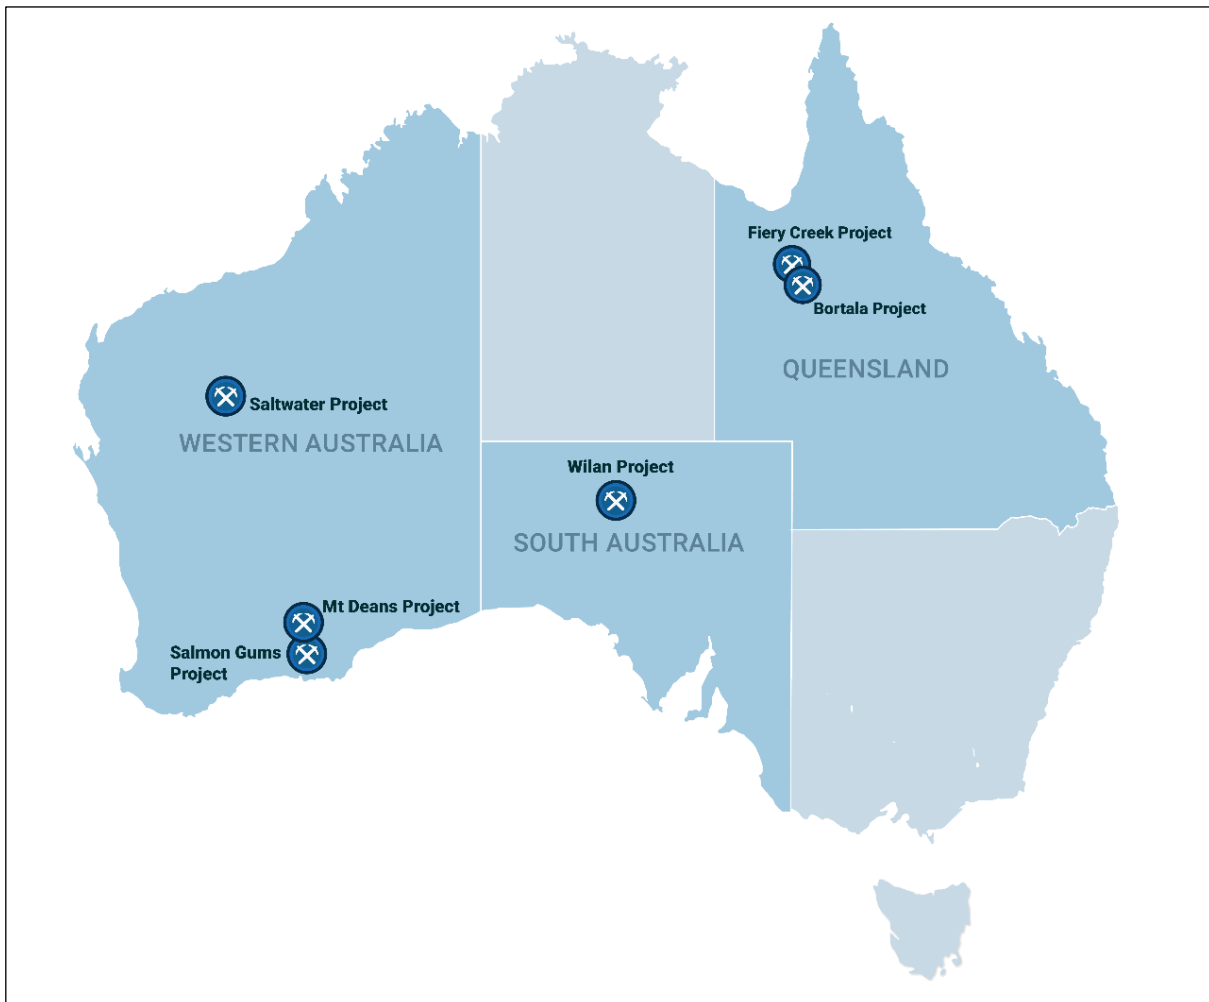 Fiery Creek Project
Bortala Project
QUEENSLAND
Saltwater Project
WESTERN AUSTRALIA
Wilan Project
SOUTH AUSTRALIA
Mt Deans Project
Salmon Gums
Project